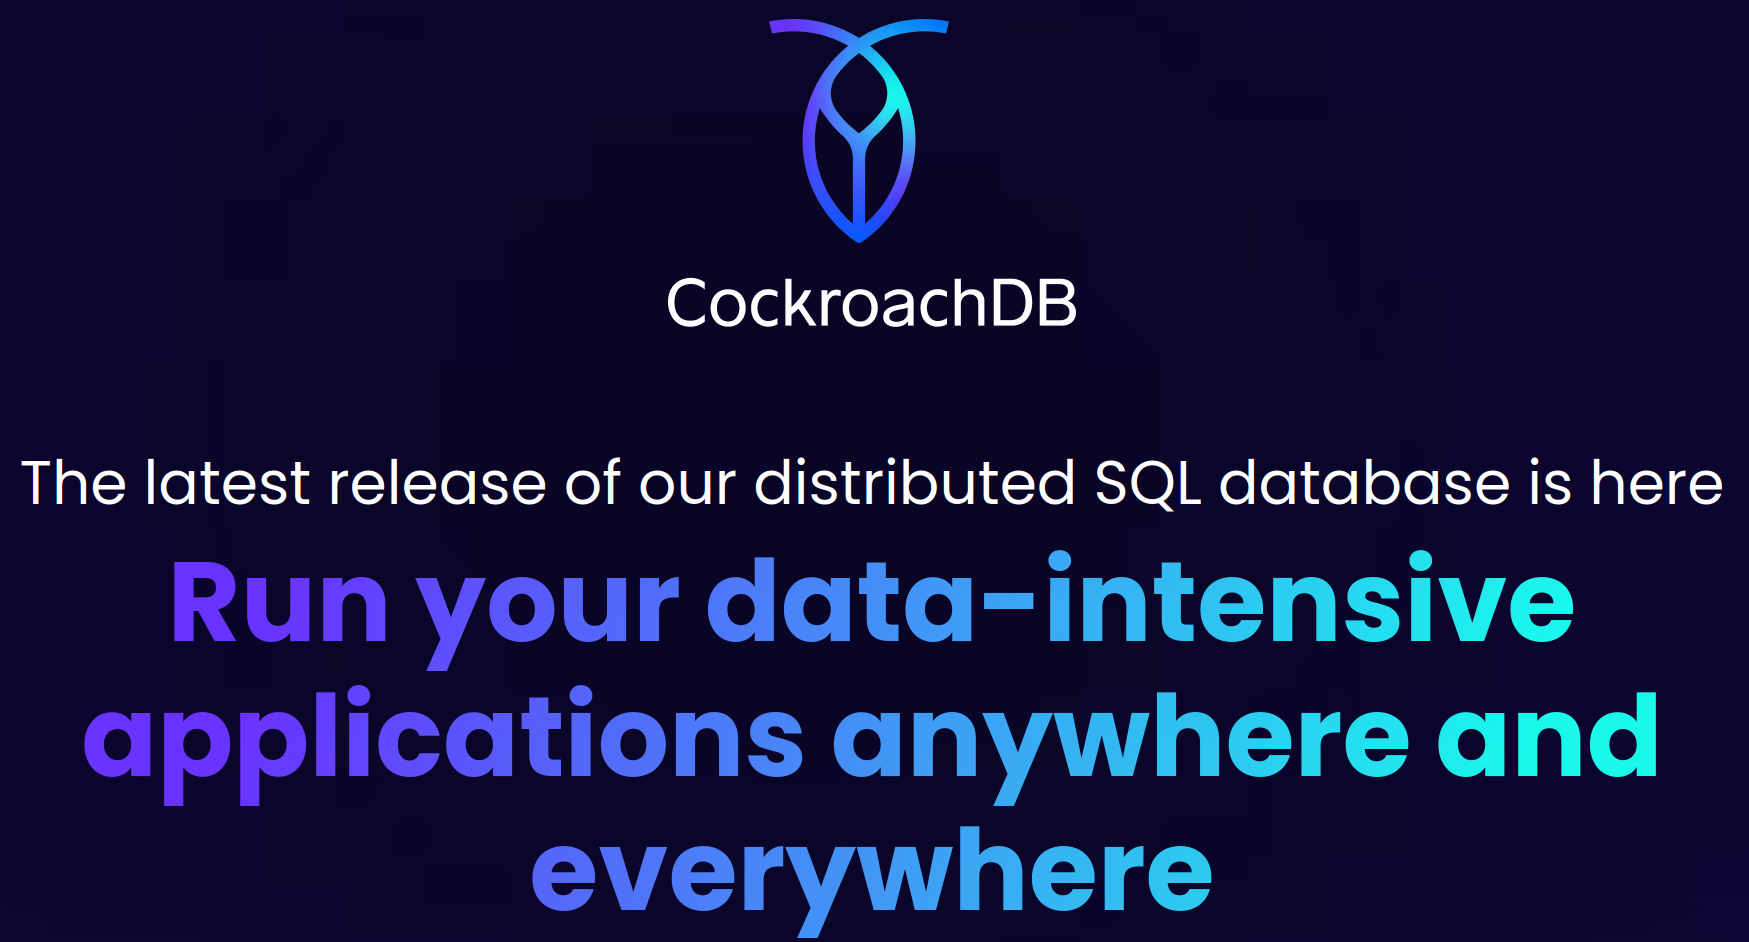 CockroachDB
The latest release of our distributed SQL database is here
Run your data-intensive
applications anywhere and
everywhere